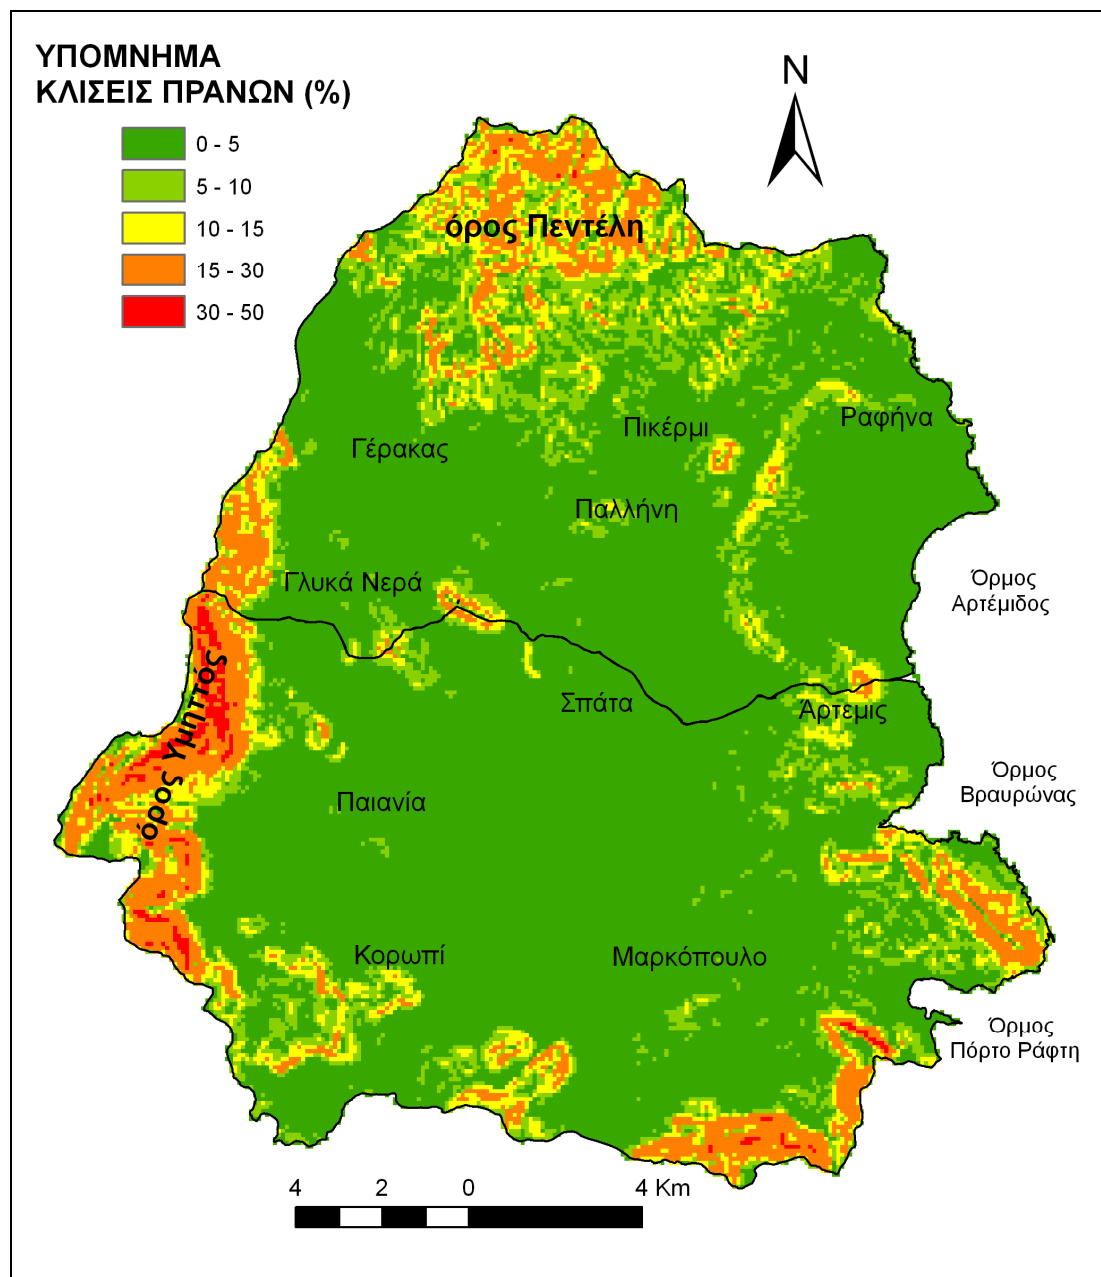 ΥΠΟΜΝΗΜΑ
ΚΛΙΣΕΙΣ ΠΡΑΝΩΝ (%)
0 - 5
5 - 10
10 - 15
15 - 30
30 - 50
N
όρος Πεντέλη
Ραφήνα
Πικέρμι
Γέρακας
Παλλήνη
Γλυκά Νερά
Όρμος
Αρτέμιδος
όρος Υμηττός
Σπάτα
Άρτεμις
Όρμος
Βραυρώνας
Παιανία
Κορωπί
Μαρκόπουλο
Όρμος
Πόρτο Ράφτη
4 2 0 4 Km